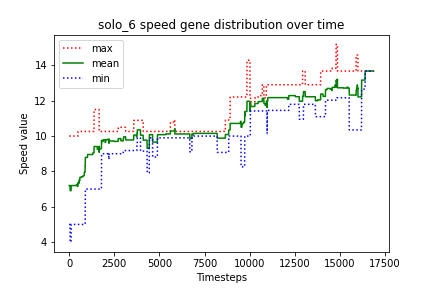 solo_6 speed gene distribution over time
max
mean
min
Speed value
14
12
10
8
6
4
0
2500
5000
7500
10000
12500
15000
17500
Timesteps